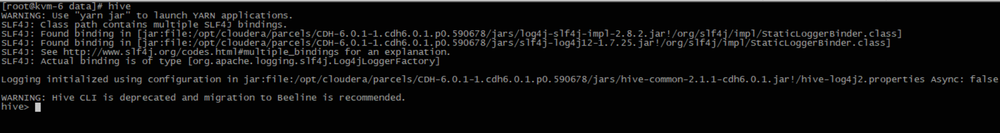 [root@kvm-6 data]# hive
WARNING: Use "yarn jar" to launch YARN applications.
SLF4J: Class path contains multiple SLF4J bindings.
SLF4J: Found binding in [jar:file:/opt/cloudera/parcels/CDH-6.0.1-1.cdh6.0.1.p0.590678/jars/log4j-slf4j-impl-2.8.2.jar!/org/slf4j/impl/StaticLoggerBinder.class]
SLF4J: Found binding in [jar:file:/opt/cloudera/parcels/CDH-6.0.1-1.cdh6.0.1.p0.590678/jars/slf4j-log4j12-1.7.25.jar!/org/slf4j/impl/StaticLoggerBinder.class]
SLF4J: See http://www.slf4j.org/codes.html#multiple_bindings for an explanation.
SLF4J: Actual binding is of type [org.apache.logging.slf4j.Log4jLoggerFactory]
Logging initialized using configuration in jar:file:/opt/cloudera/parcels/CDH-6.0.1-1.cdh6.0.1.p0.590678/jars/hive-common-2.1.1-cdh6.0.1.jar!/hive-log4j2.properties Async: false
WARNING: Hive CLI is deprecated and migration to Beeline is recommended.
hive>